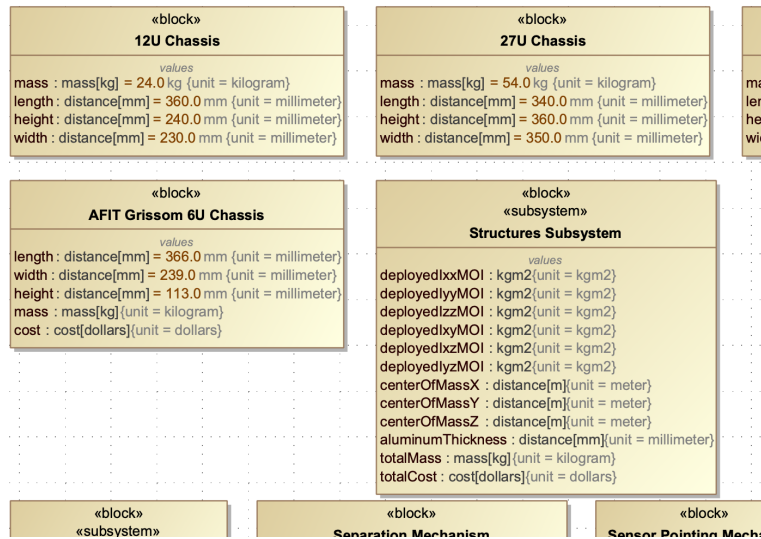 «block»
12U Chassis
values
mass : mass[kg] = 24.0 kg {unit = kilogram}
length : distance[mm] = 360.0 mm {unit = millimeter}
height : distance[mm] = 240.0 mm {unit = millimeter}
width : distance[mm] = 230.0 mm {unit = millimeter}
«block»
27U Chassis
values
mass : mass[kg] = 54.0 kg {unit = kilogram}
length : distance[mm] = 340.0 mm {unit = millimeter}
height : distance[mm] = 360.0 mm {unit = millimeter}
width : distance[mm] = 350.0 mm {unit = millimeter}
«block»
AFIT Grissom 6U Chassis
values
length : distance[mm] = 366.0 mm {unit = millimeter}
width : distance[mm] = 239.0 mm {unit = millimeter}
height : distance[mm] = 113.0 mm {unit = millimeter}
mass : mass[kg]{unit = kilogram}
cost : cost[dollars]{unit = dollars}
«block»
«subsystem»
Structures Subsystem
values
deployedIxxMOI : kgm2{unit = kgm2}
deployedIyyMOI : kgm2{unit = kgm2}
deployedIzzMOI : kgm2{unit = kgm2}
deployedIxyMOI : kgm2{unit = kgm2}
deployedIxzMOI : kgm2{unit = kgm2}
deployedIyzMOI : kgm2{unit = kgm2}
centerOfMassX : distance[m]{unit = meter}
centerOfMassY : distance[m]{unit = meter}
centerOfMassZ : distance[m]{unit = meter}
aluminumThickness : distance[mm]{unit = millimeter}
totalMass : mass[kg]{unit = kilogram}
totalCost : cost[dollars]{unit = dollars}
«block»
«subsystem»
«block»
Separation Mechanism
«block»
Sensor Pointing Mecha